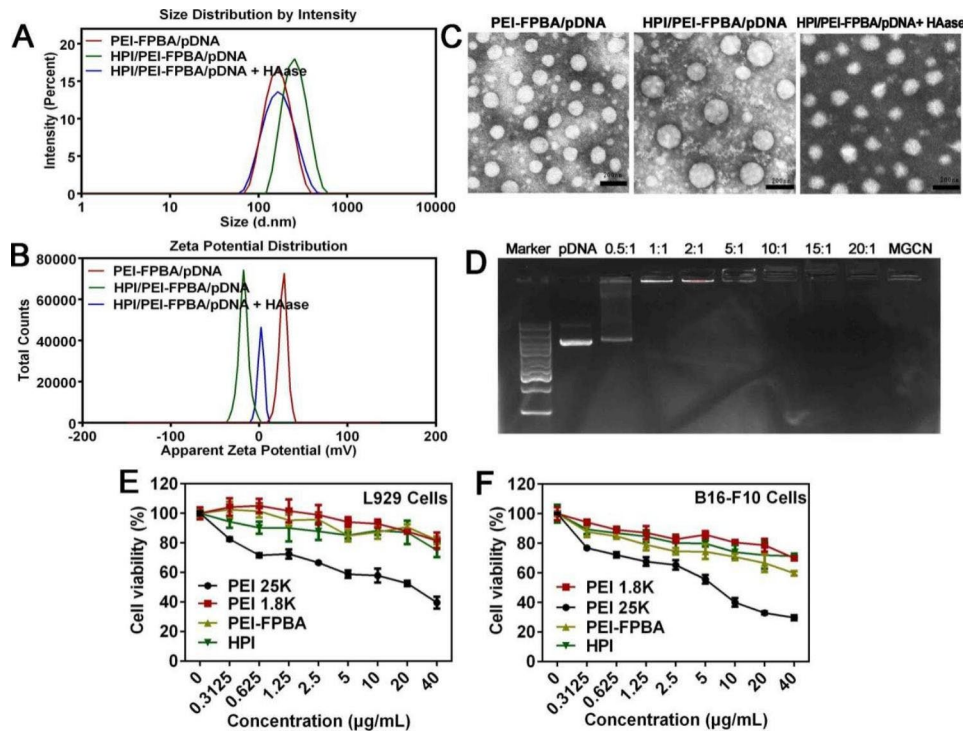 A
Size Distribution by Intensity
PEI-FPBA/pDNA
HPI/PEI-FPBA/pDNA
HPI/PEI-FPBA/pDNA + HAase
Intensity (Percent)
20
15
10
5
0
1 10 100 1000 10000
Size (d.nm)
B
Zeta Potential Distribution
PEI-FPBA/pDNA
HPI/PEI-FPBA/pDNA
HPI/PEI-FPBA/pDNA + HAase
Total Counts
80000
60000
40000
20000
0
-200 -100 0 100 200
Apparent Zeta Potential (mV)
C
PEI-FPBA/pDNA HPI/PEI-FPBA/pDNA HPI/PEI-FPBA/pDNA+ HAase
D
Marker pDNA 0.5:1 1:1 2:1 5:1 10:1 15:1 20:1 MGCN
E
L929 Cells
Cell viability (%)
120
100
80
60
40
20
0
PEI 25K
PEI 1.8K
PEI-FPBA
HPI
0 0.3125 0.625 1.25 2.5 5 10 20 40
Concentration (µg/mL)
F
B16-F10 Cells
Cell viability (%)
120
100
80
60
40
20
0
PEI 1.8K
PEI 25K
PEI-FPBA
HPI
0 0.3125 0.625 1.25 2.5 5 10 20 40
Concentration (µg/mL)